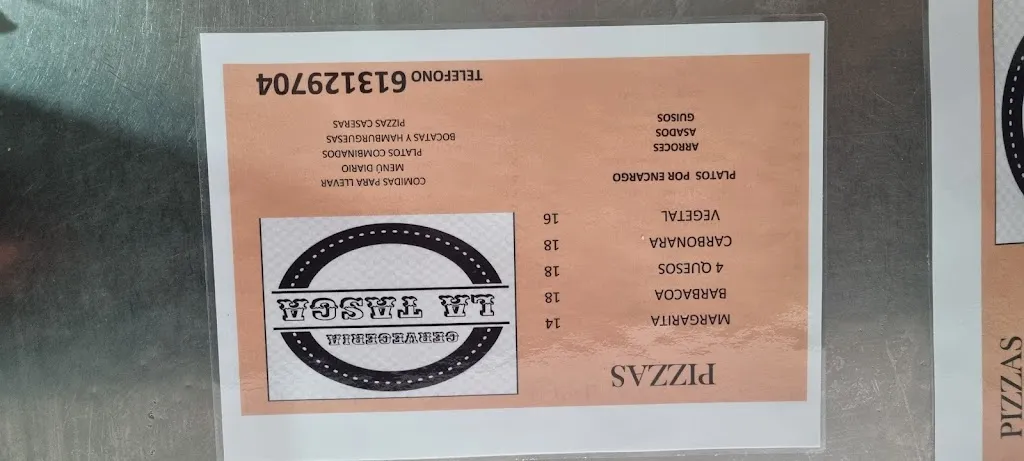 PIZZAS
MARGARITA 14
BARBACOA 18
4 QUESOS 18
CARBONARA 18
VEGETAL 16
PLATOS POR ENCARGO
ARROCES
ASADOS
GUISOS
CERVECERIA
LA TASCA
COMIDAS PARA LLEVAR
MENÚ DIARIO
PLATOS COMBINADOS
BOCATAS Y HAMBURGUESAS
PIZZAS CASERAS
TELEFONO 613129704
PIZZAS